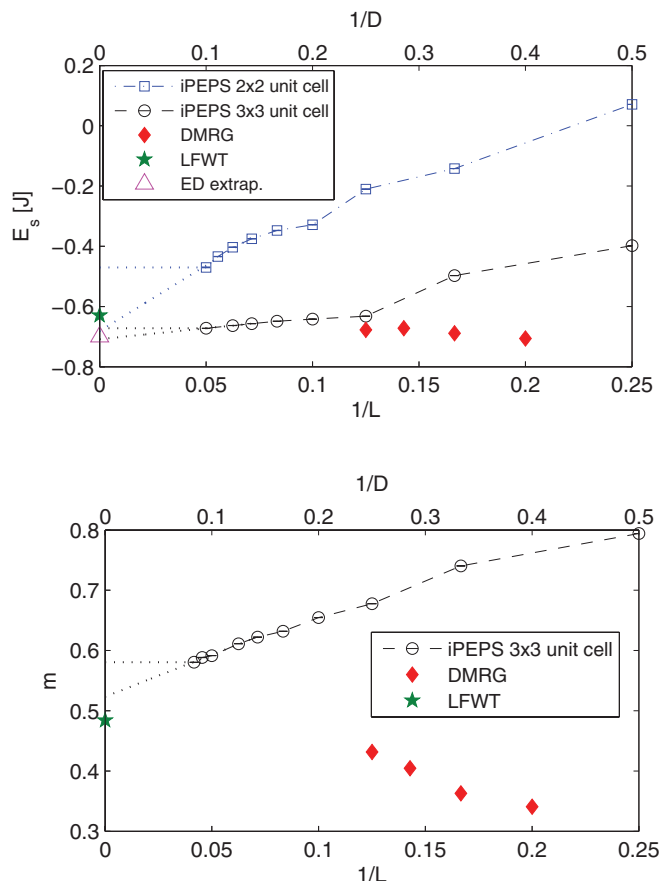 1/D
0 0.1 0.2 0.3 0.4 0.5
0.2
0
−0.2
−0.4
−0.6
−0.8
E_s [J]
iPEPS 2x2 unit cell
iPEPS 3x3 unit cell
DMRG
LFWT
ED extrap.
0 0.05 0.1 0.15 0.2 0.25
1/L
1/D
0 0.1 0.2 0.3 0.4 0.5
0.8
0.7
0.6
0.5
0.4
0.3
m
iPEPS 3x3 unit cell
DMRG
LFWT
0 0.05 0.1 0.15 0.2 0.25
1/L